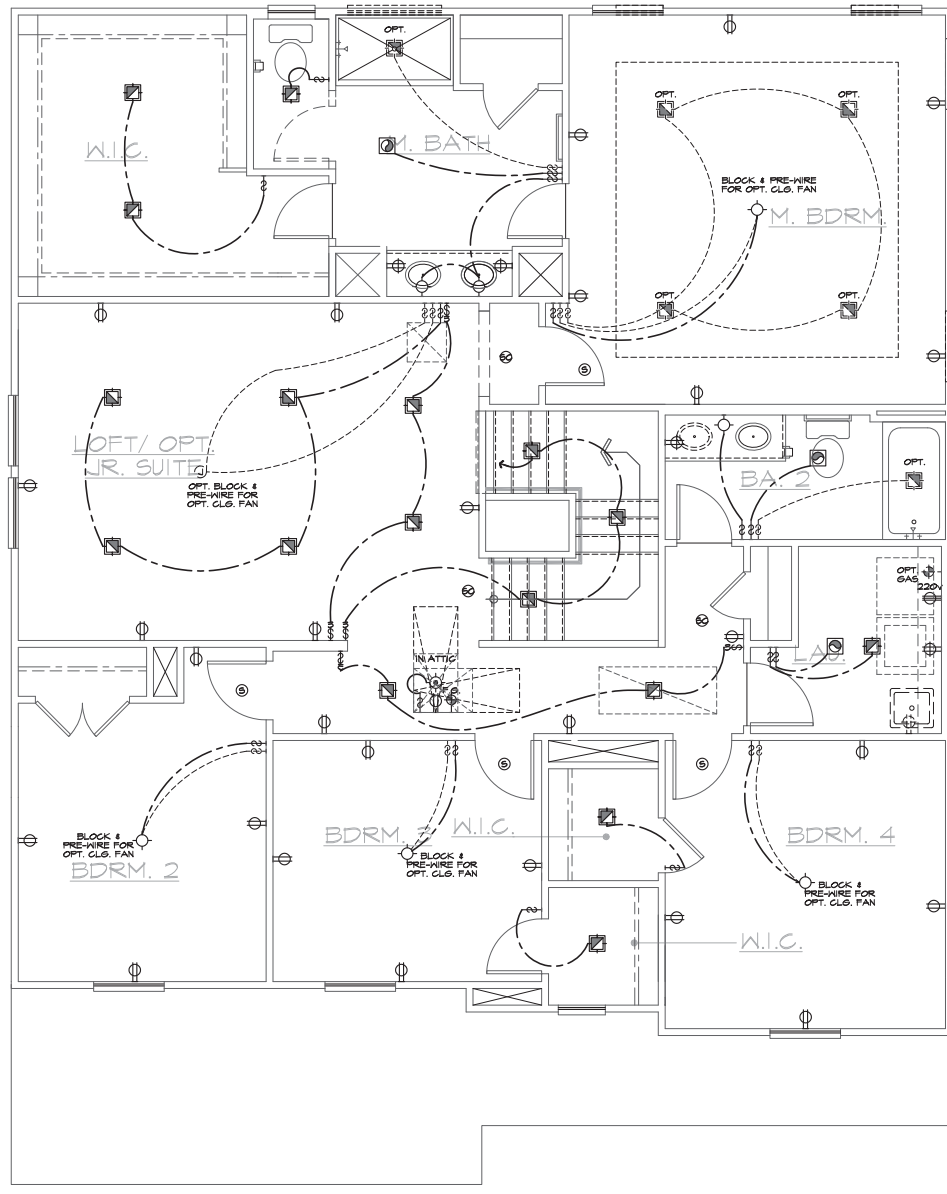 OPT.
W.I.C.
M. BATH
OPT.
OPT.
BLOCK & PRE-WIRE
FOR OPT. CLG. FAN
M. BDRM.
OPT.
OPT.
LOFT/ OPT.
JR. SUITE
OPT. BLOCK &
PRE-WIRE FOR
OPT. CLG. FAN
BA. 2
OPT.
OPT.
GAS
220V
LAU.
IN ATTIC
F.G.
BLOCK &
PRE-WIRE FOR
OPT. CLG. FAN
BDRM. 2
BDRM. 3
BLOCK &
PRE-WIRE FOR
OPT. CLG. FAN
W.I.C.
BDRM. 4
BLOCK &
PRE-WIRE FOR
OPT. CLG. FAN
W.I.C.